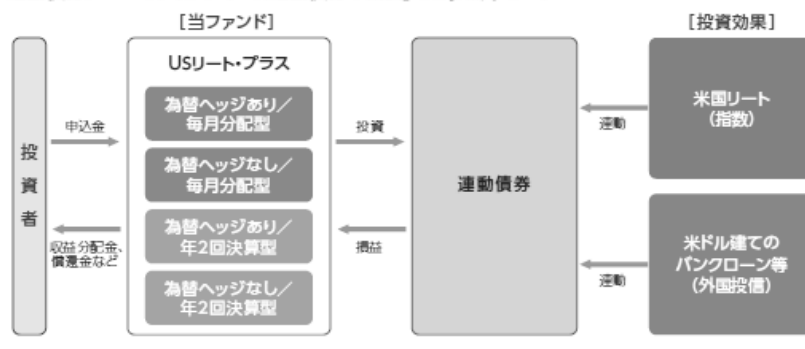 [当ファンド]
[投資効果]
USリート・プラス
為替ヘッジあり／
毎月分配型
為替ヘッジなし／
毎月分配型
為替ヘッジあり／
年2回決算型
為替ヘッジなし／
年2回決算型
投資者
申込金
収益分配金、
償還金など
投資
損益
連動債券
連動
米国リート
（指数）
連動
米ドル建ての
バンクローン等
（外国投信）